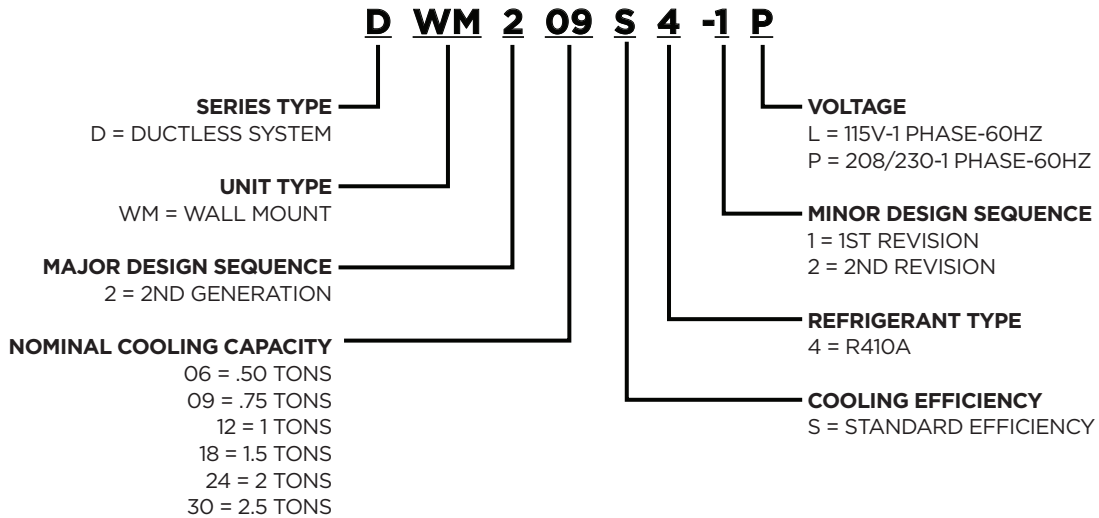 D WM 2 09 S 4 -1 P
SERIES TYPE
D = DUCTLESS SYSTEM
UNIT TYPE
WM = WALL MOUNT
MAJOR DESIGN SEQUENCE
2 = 2ND GENERATION
NOMINAL COOLING CAPACITY
06 = .50 TONS
09 = .75 TONS
12 = 1 TONS
18 = 1.5 TONS
24 = 2 TONS
30 = 2.5 TONS
VOLTAGE
L = 115V-1 PHASE-60HZ
P = 208/230-1 PHASE-60HZ
MINOR DESIGN SEQUENCE
1 = 1ST REVISION
2 = 2ND REVISION
REFRIGERANT TYPE
4 = R410A
COOLING EFFICIENCY
S = STANDARD EFFICIENCY